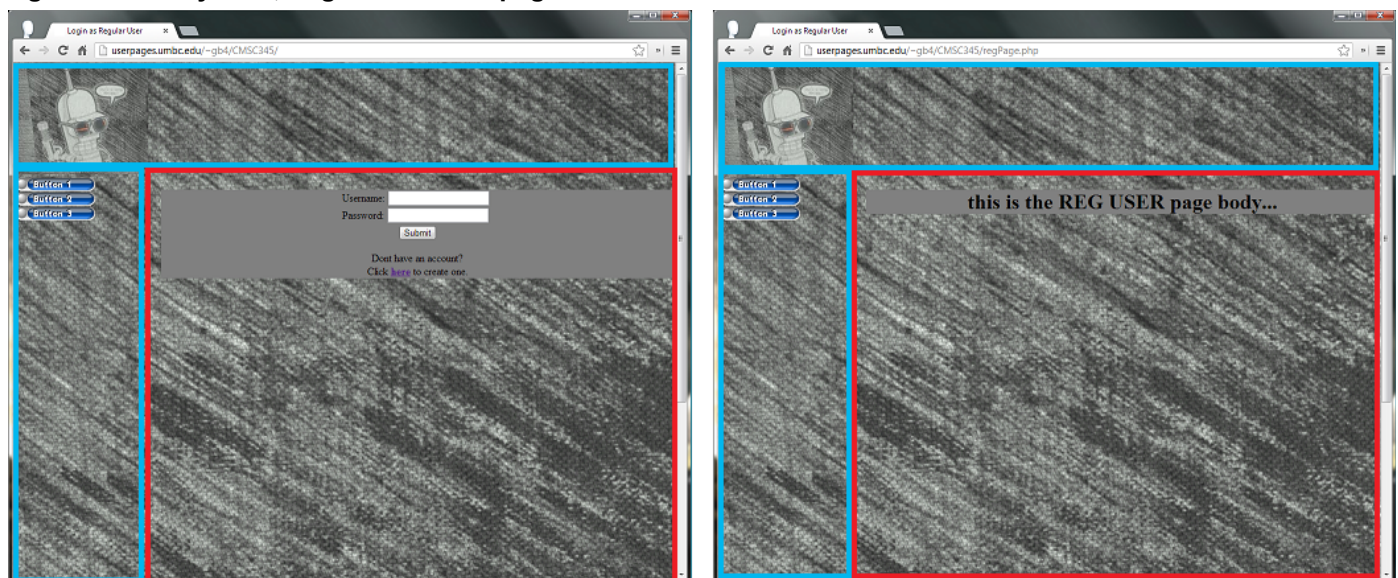 Login as Regular User
userpages.umbc.edu/~gb4/CMSC345/
Button 1
Button 2
Button 3
Username:
Password:
Submit
Dont have an account?
Click here to create one.
Login as Regular User
userpages.umbc.edu/~gb4/CMSC345/regPage.php
Button 1
Button 2
Button 3
this is the REG USER page body...